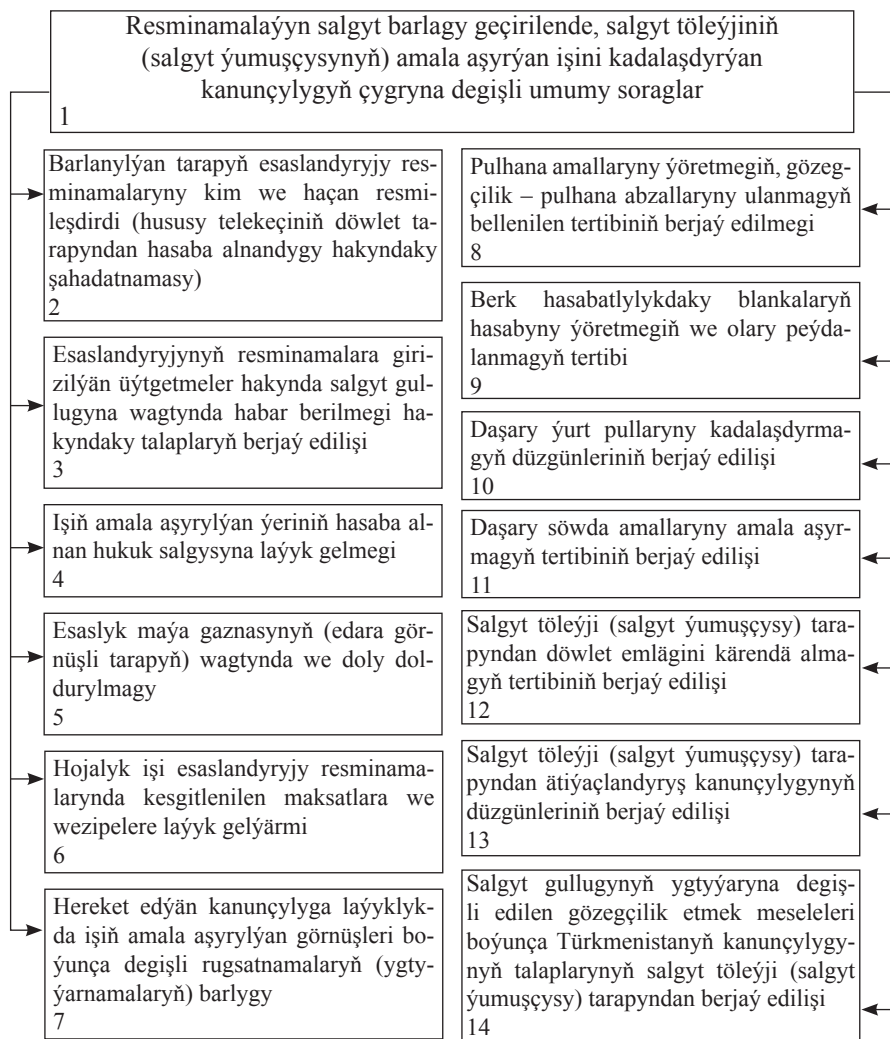 Resminamalaýyn salgyt barlagy geçirilende, salgyt töleýjiniň
(salgyt ýumuşçysynyň) amala aşyrýan işini kadalaşdyrýan
kanunçylygyň çygryna degişli umumy soraglar
1
Barlanylýan tarapyň esaslandyryjy res-
minamalaryny kim we haçan resmi-
leşdirdi (hususy telekeçiniň döwlet ta-
rapyndan hasaba alnandygy hakyndaky
şahadatnamasy)
2
Esaslandyryjynyň resminamalara giri-
zilýän üýtgetmeler hakynda salgyt gul-
lugyna wagtynda habar berilmegi ha-
kyndaky talaplaryň berjaý edilişi
3
Işiň amala aşyrylýan ýeriniň hasaba al-
nan hukuk salgysyna laýyk gelmegi
4
Esaslyk maýa gaznasynyň (edara gör-
nüşli tarapyň) wagtynda we doly dol-
durylmagy
5
Hojalyk işi esaslandyryjy resminama-
larynda kesgitlenilen maksatlara we
wezipelere laýyk gelýärmi
6
Hereket edýän kanunçylyga laýyklyk-
da işiň amala aşyrylýan görnüşleri bo-
ýunça degişli rugsatnamalaryň (ygty-
ýarnamalaryň) barlygy
7
Pulhana amallaryny ýöretmegiň, gözeg-
çilik – pulhana abzallaryny ulanmagyň
bellenilen tertibiniň berjaý edilmegi
8
Berk hasabatlylykdaky blankalaryň
hasabyny ýöretmegiň we olary peýda-
lanmagyň tertibi
9
Daşary ýurt pullaryny kadalaşdyrma-
gyň düzgünleriniň berjaý edilişi
10
Daşary söwda amallaryny amala aşyr-
magyň tertibiniň berjaý edilişi
11
Salgyt töleýji (salgyt ýumuşçysy) tara-
pyndan döwlet emlägini kärendä alma-
gyň tertibiniň berjaý edilişi
12
Salgyt töleýji (salgyt ýumuşçysy) tara-
pyndan ätiýaçlandyryş kanunçylygynyň
düzgünleriniň berjaý edilişi
13
Salgyt gullugynyň ygtyýaryna degiş-
li edilen gözegçilik etmek meseleleri
boýunça Türkmenistanyň kanunçylygy-
nyň talaplarynyň salgyt töleýji (salgyt
ýumuşçysy) tarapyndan berjaý edilişi
14